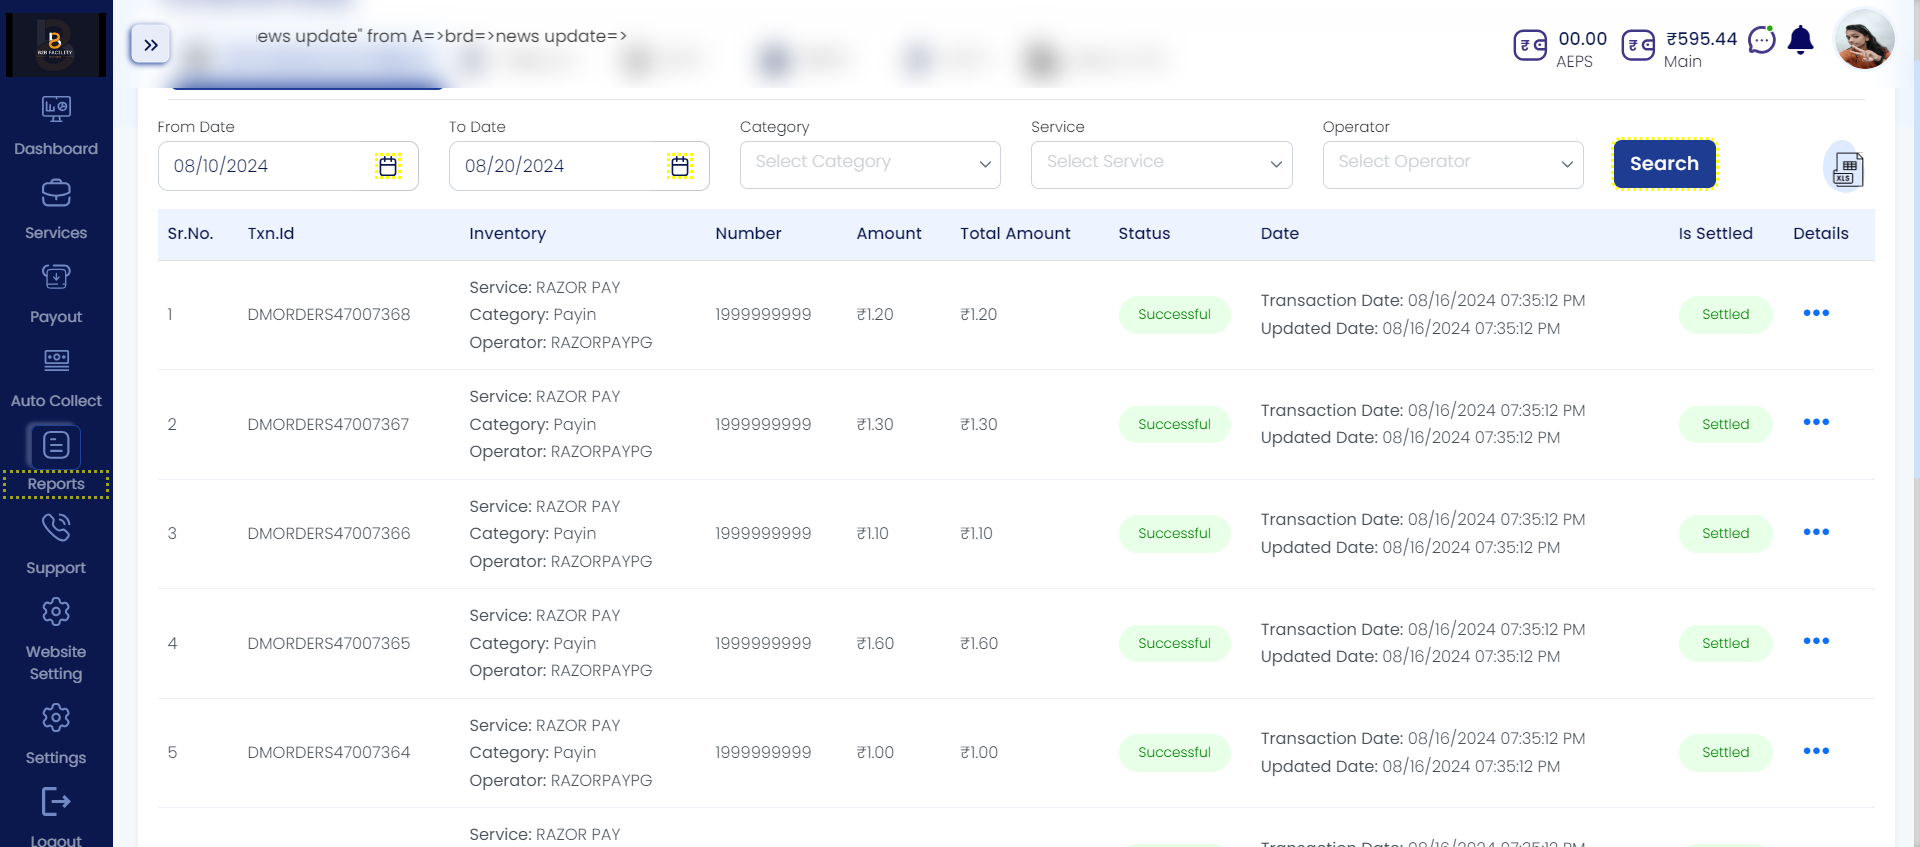 B2B FACILITY
ews update" from A=>brd=>news update=>
₹ 00.00
AEPS
₹ ₹595.44
Main
Dashboard
Services
Payout
Auto Collect
Reports
Support
Website
Setting
Settings
Logout
From Date
To Date
Category
Service
Operator
08/10/2024
08/20/2024
Select Category
Select Service
Select Operator
Search
XLS
Sr.No. Txn.Id Inventory Number Amount Total Amount Status Date Is Settled Details
Service: RAZOR PAY
1 DMORDERS47007368 Category: Payin 1999999999 ₹1.20 ₹1.20 Successful Transaction Date: 08/16/2024 07:35:12 PM Settled
Operator: RAZORPAYPG Updated Date: 08/16/2024 07:35:12 PM
Service: RAZOR PAY
2 DMORDERS47007367 Category: Payin 1999999999 ₹1.30 ₹1.30 Successful Transaction Date: 08/16/2024 07:35:12 PM Settled
Operator: RAZORPAYPG Updated Date: 08/16/2024 07:35:12 PM
Service: RAZOR PAY
3 DMORDERS47007366 Category: Payin 1999999999 ₹1.10 ₹1.10 Successful Transaction Date: 08/16/2024 07:35:12 PM Settled
Operator: RAZORPAYPG Updated Date: 08/16/2024 07:35:12 PM
Service: RAZOR PAY
4 DMORDERS47007365 Category: Payin 1999999999 ₹1.60 ₹1.60 Successful Transaction Date: 08/16/2024 07:35:12 PM Settled
Operator: RAZORPAYPG Updated Date: 08/16/2024 07:35:12 PM
Service: RAZOR PAY
5 DMORDERS47007364 Category: Payin 1999999999 ₹1.00 ₹1.00 Successful Transaction Date: 08/16/2024 07:35:12 PM Settled
Operator: RAZORPAYPG Updated Date: 08/16/2024 07:35:12 PM
Service: RAZOR PAY
Transaction Date: 08/16/2024 07:35:12 PM